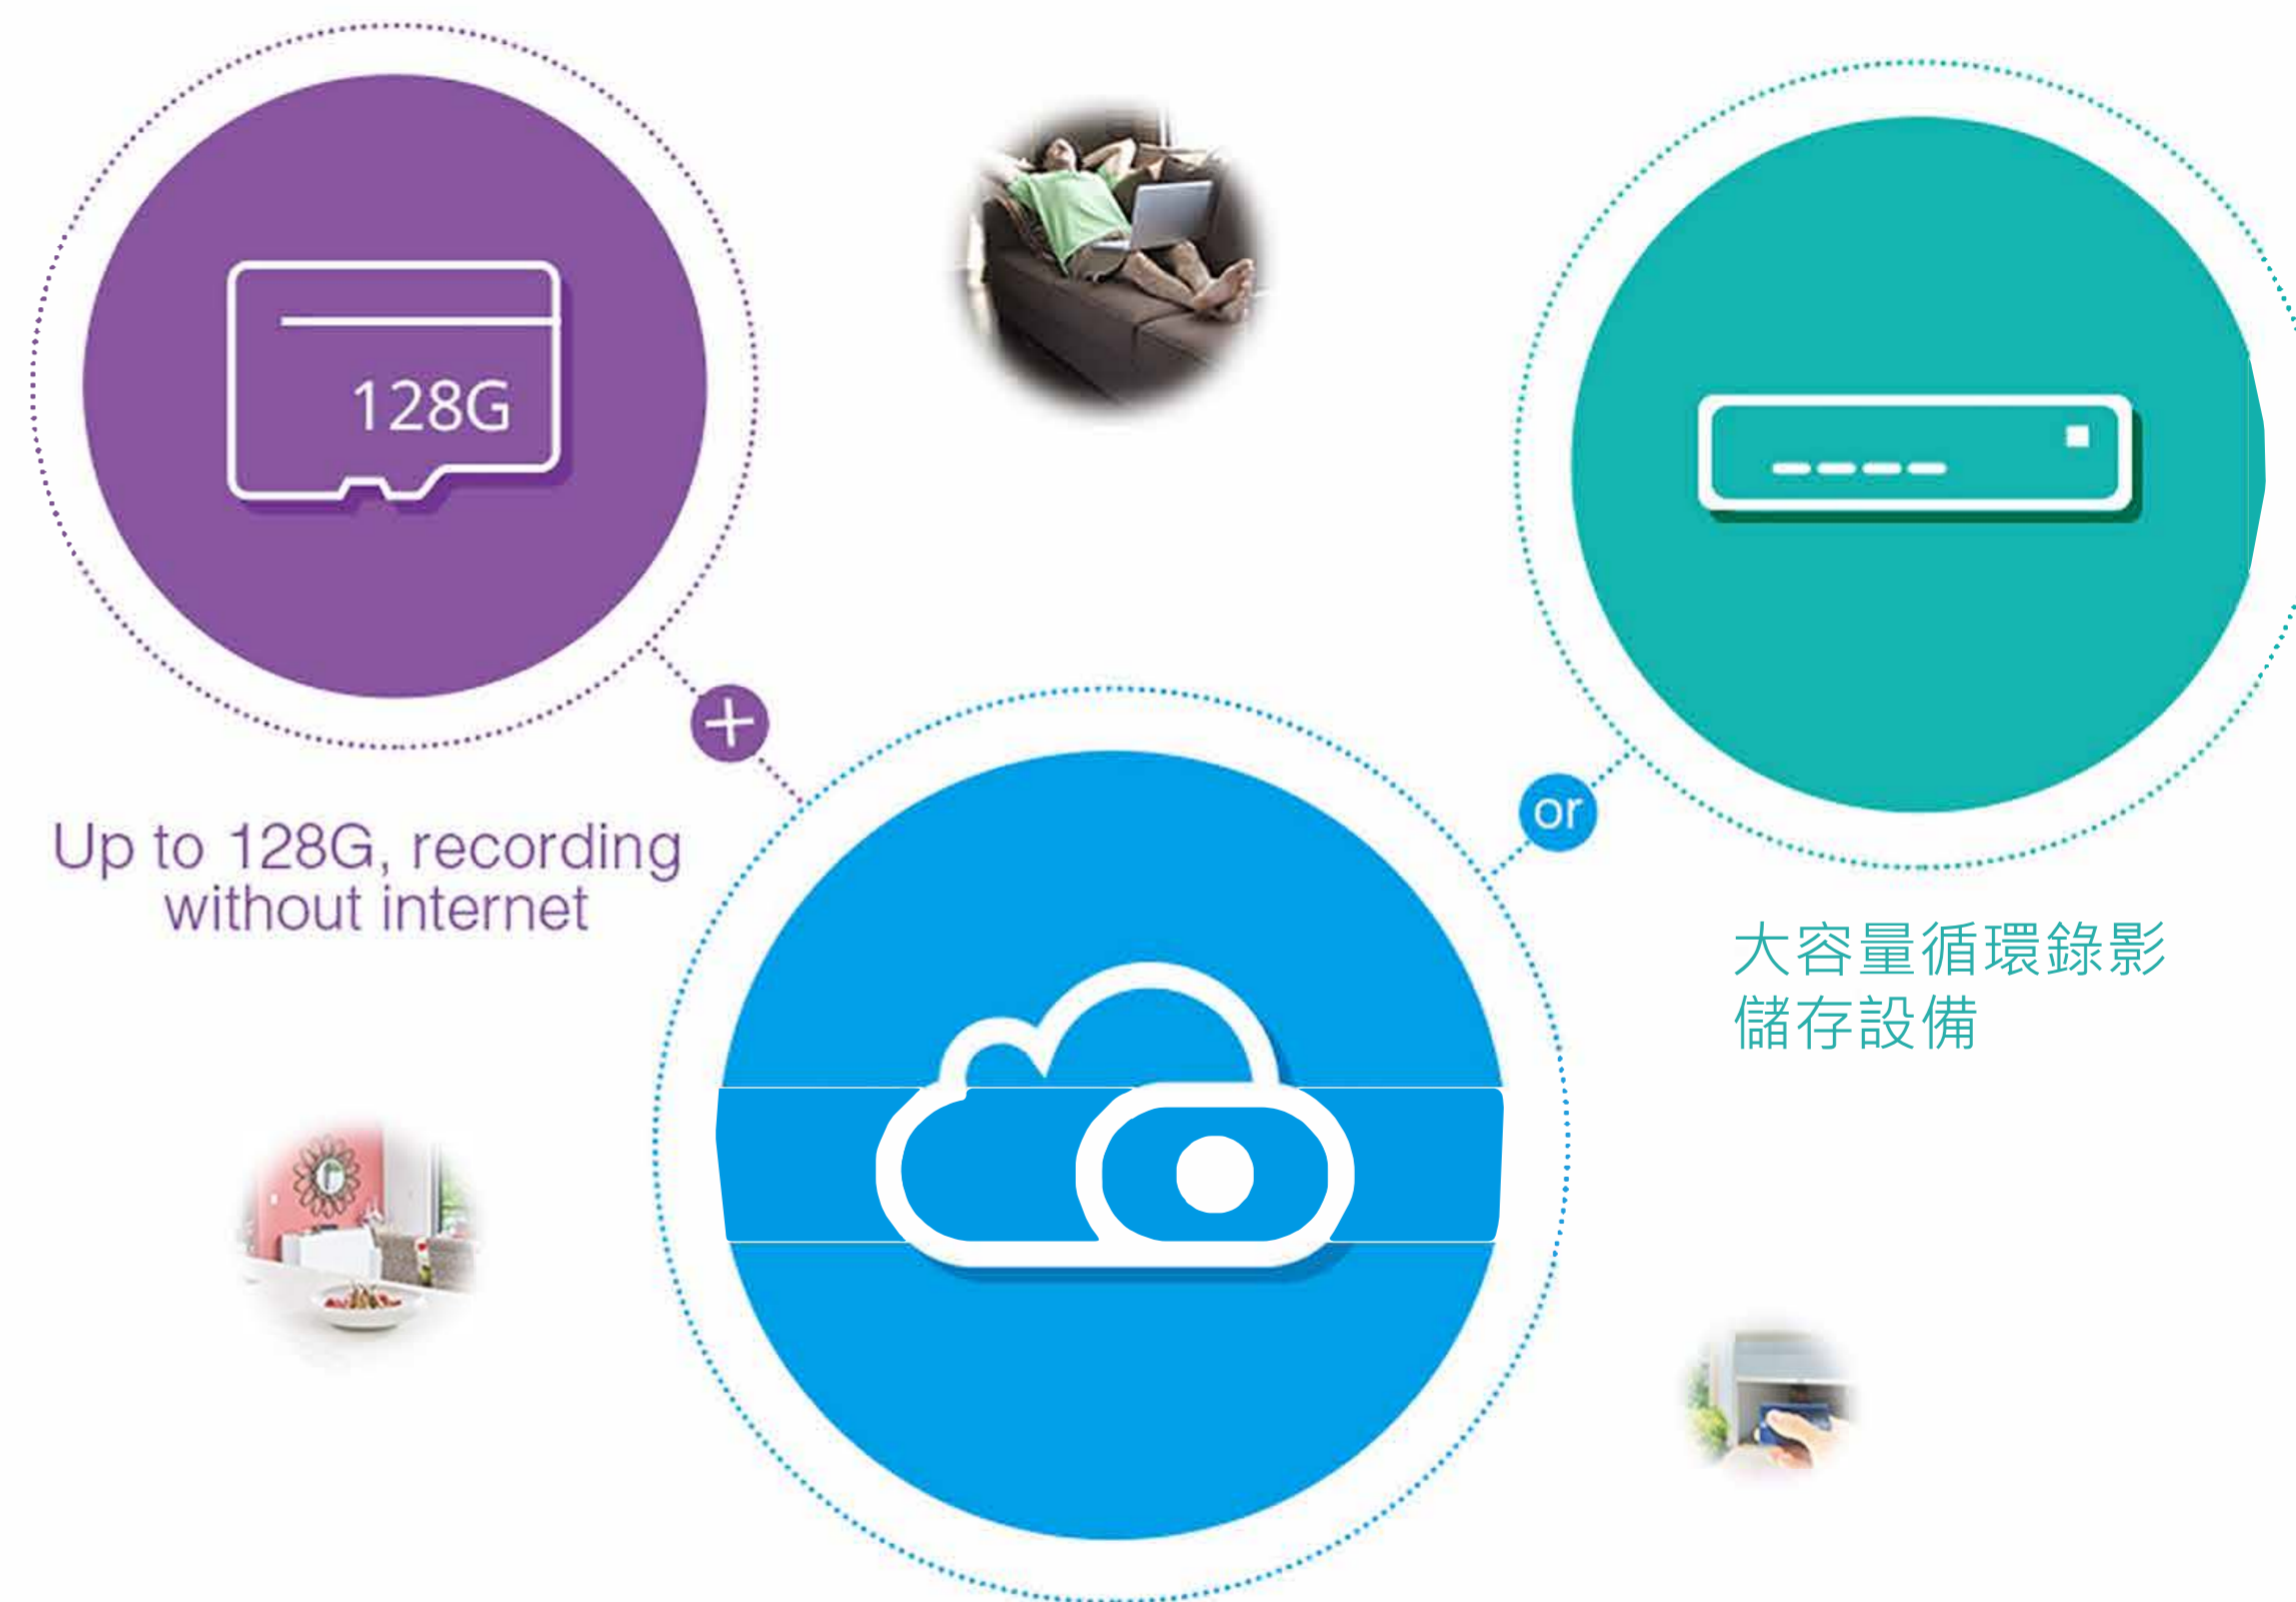 128G
Up to 128G, recording
without internet
or
大容量循環錄影
儲存設備